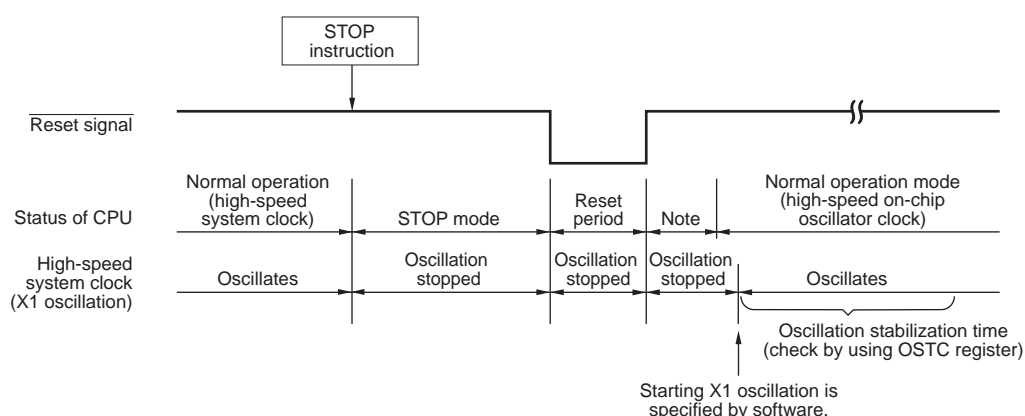 STOP
instruction
Reset signal
Status of CPU
Normal operation
(high-speed
system clock)
STOP mode
Reset
period
Note
Normal operation mode
(high-speed on-chip
oscillator clock)
High-speed
system clock
(X1 oscillation)
Oscillates
Oscillation
stopped
Oscillation
stopped
Oscillation
stopped
Oscillates
Oscillation stabilization time
(check by using OSTC register)
Starting X1 oscillation is
specified by software.